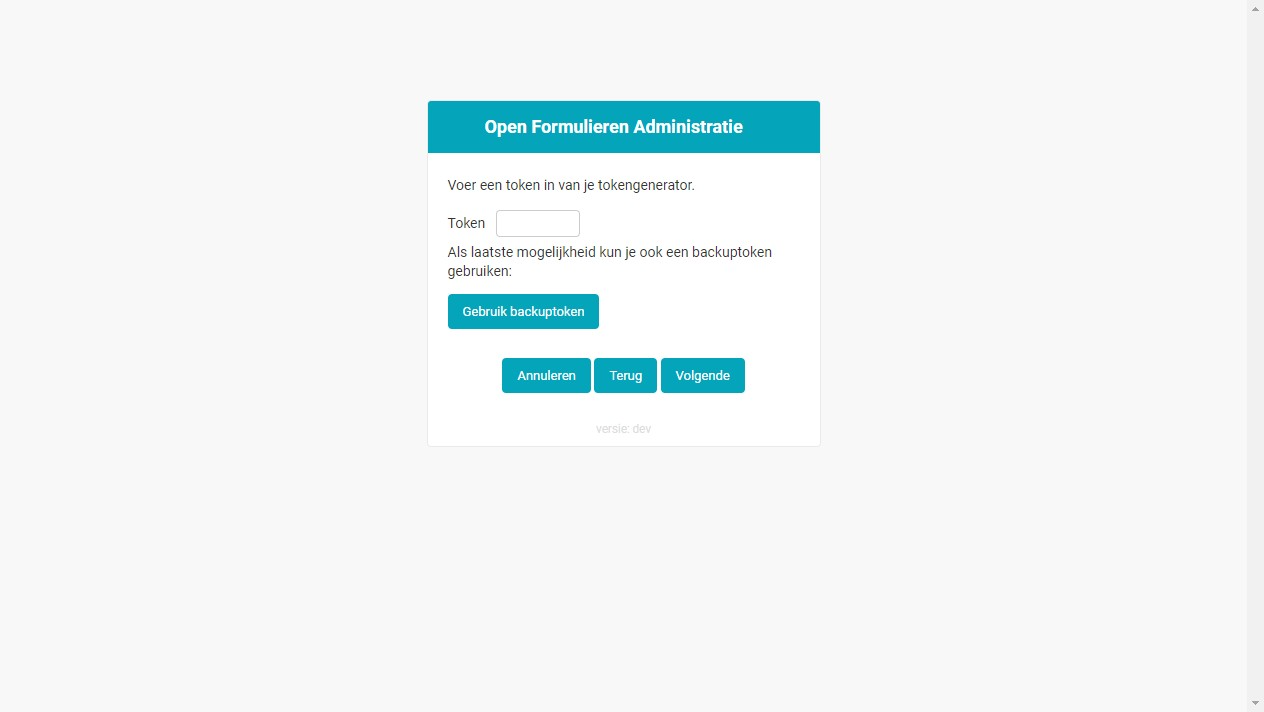 Open Formulieren Administratie
Voer een token in van je tokengenerator.
Token
Als laatste mogelijkheid kun je ook een backuptoken
gebruiken:
Gebruik backuptoken
Annuleren Terug Volgende
versie: dev